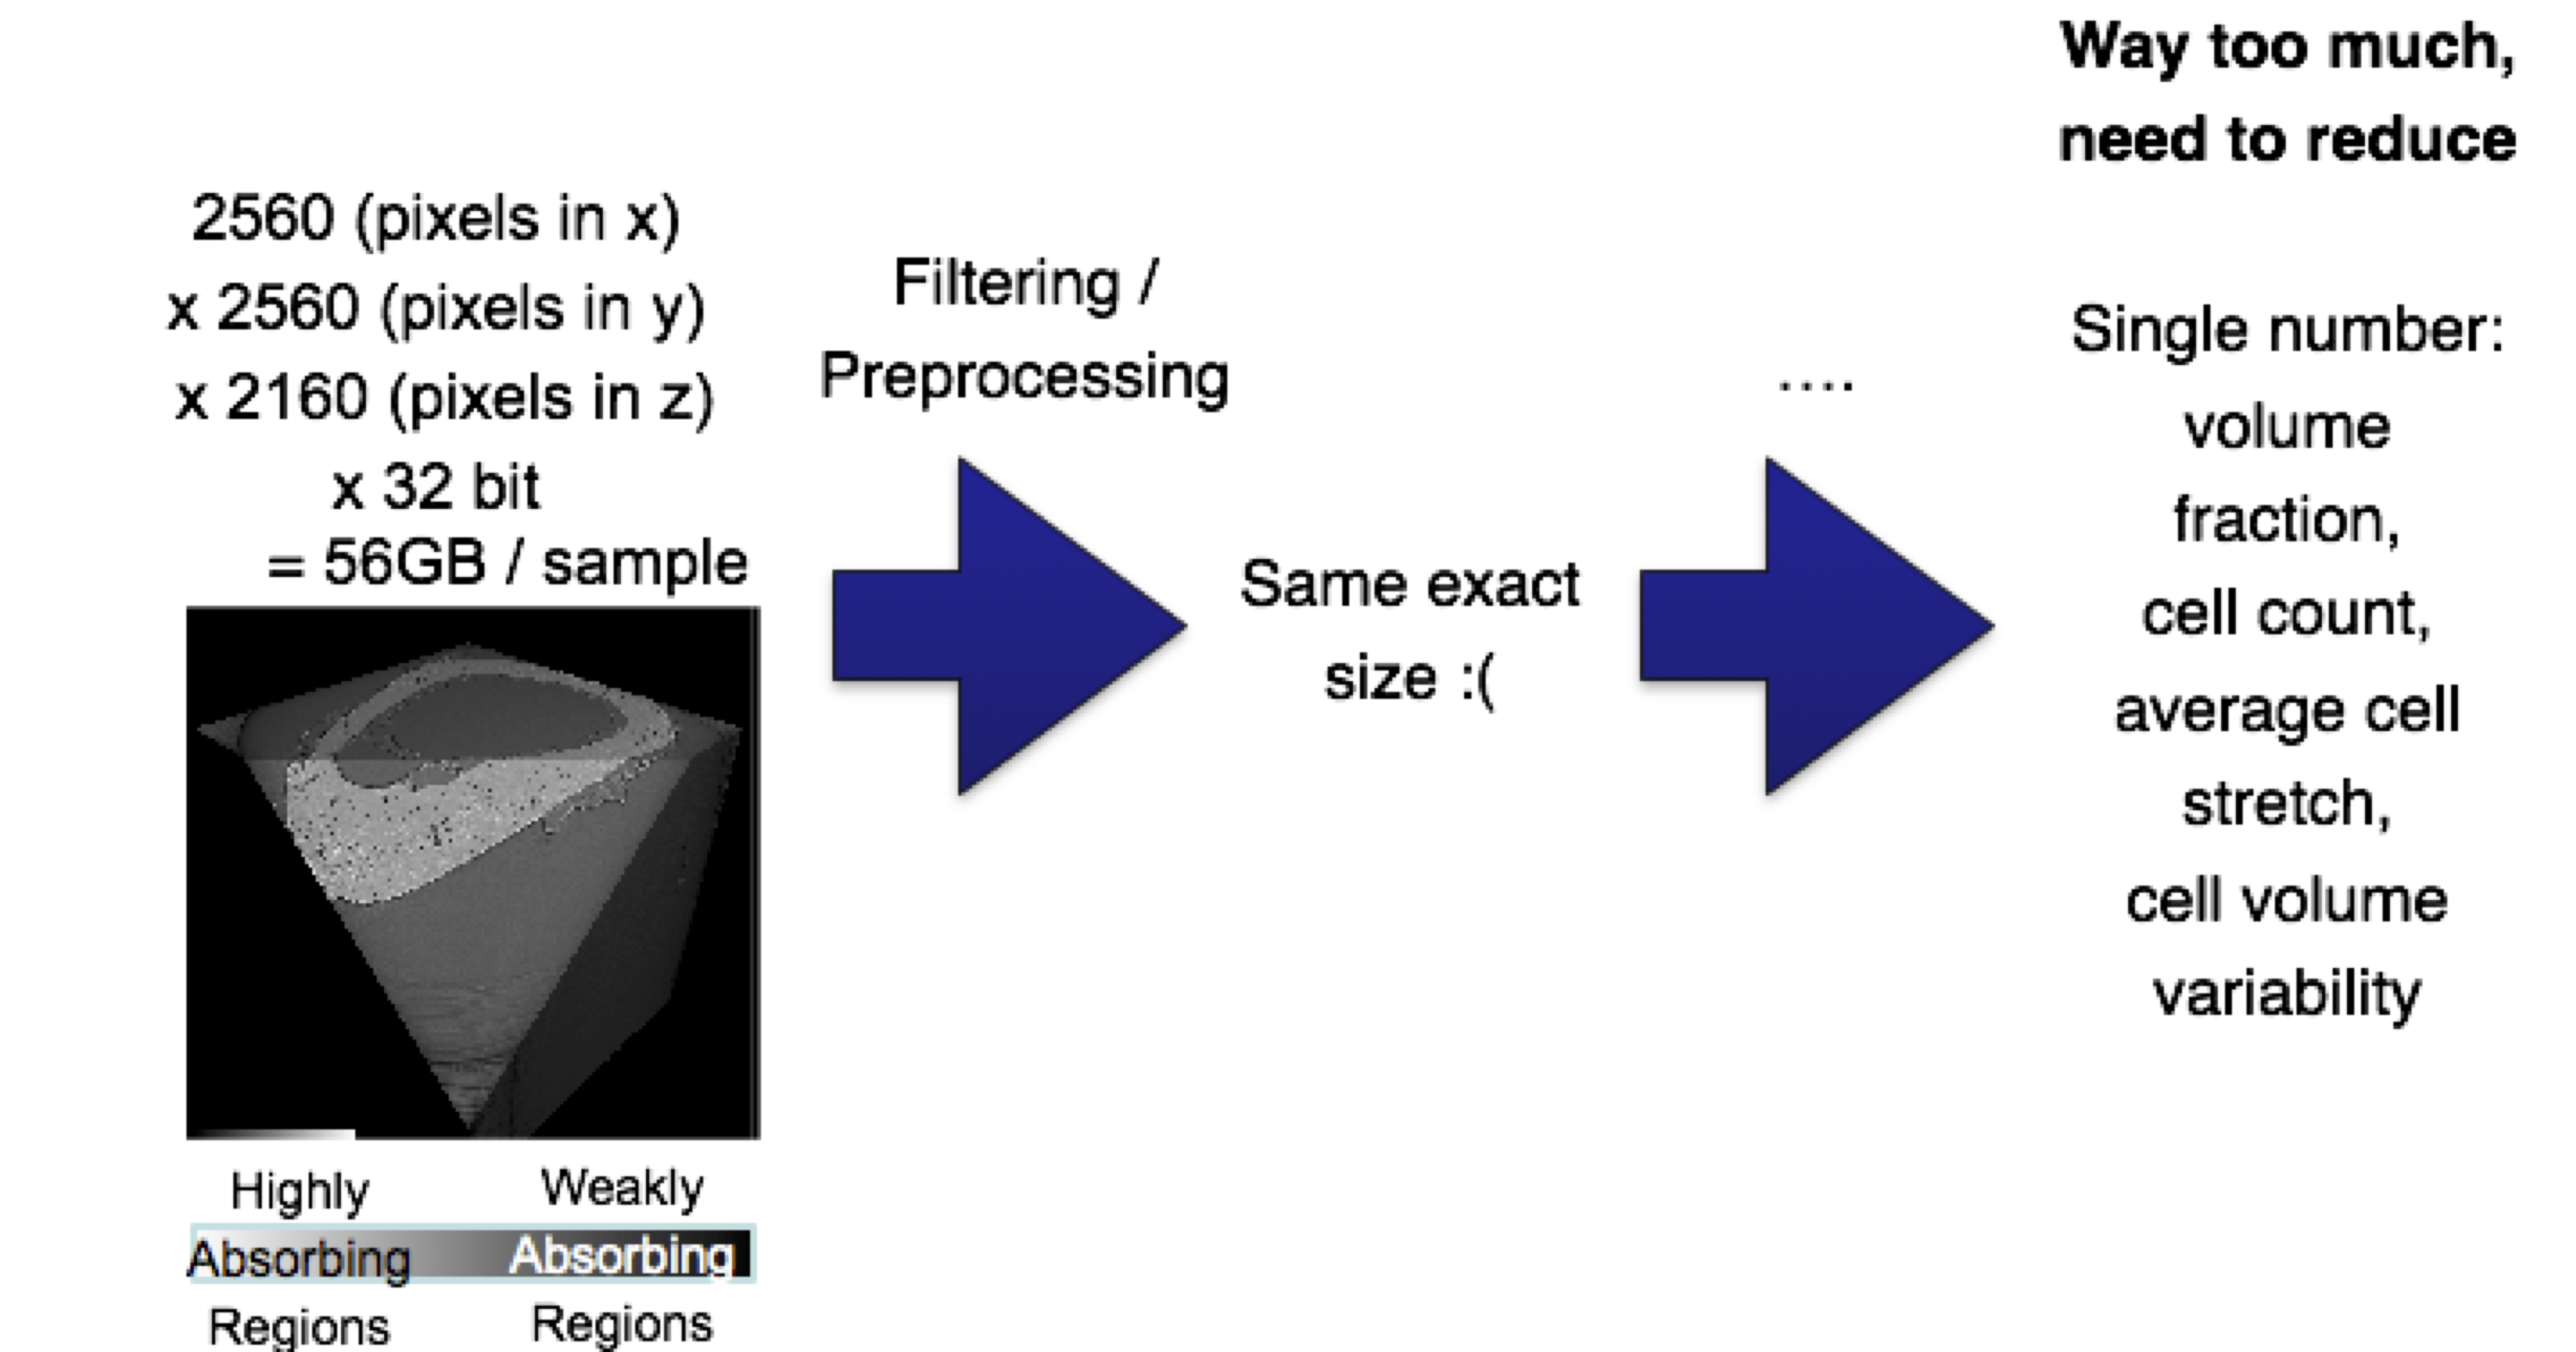 2560 (pixels in x)
x 2560 (pixels in y)
x 2160 (pixels in z)
x 32 bit
= 56GB / sample
Highly
Absorbing
Regions
Weakly
Absorbing
Regions
Filtering /
Preprocessing
Same exact
size :(
....
Way too much,
need to reduce
Single number:
volume
fraction,
cell count,
average cell
stretch,
cell volume
variability